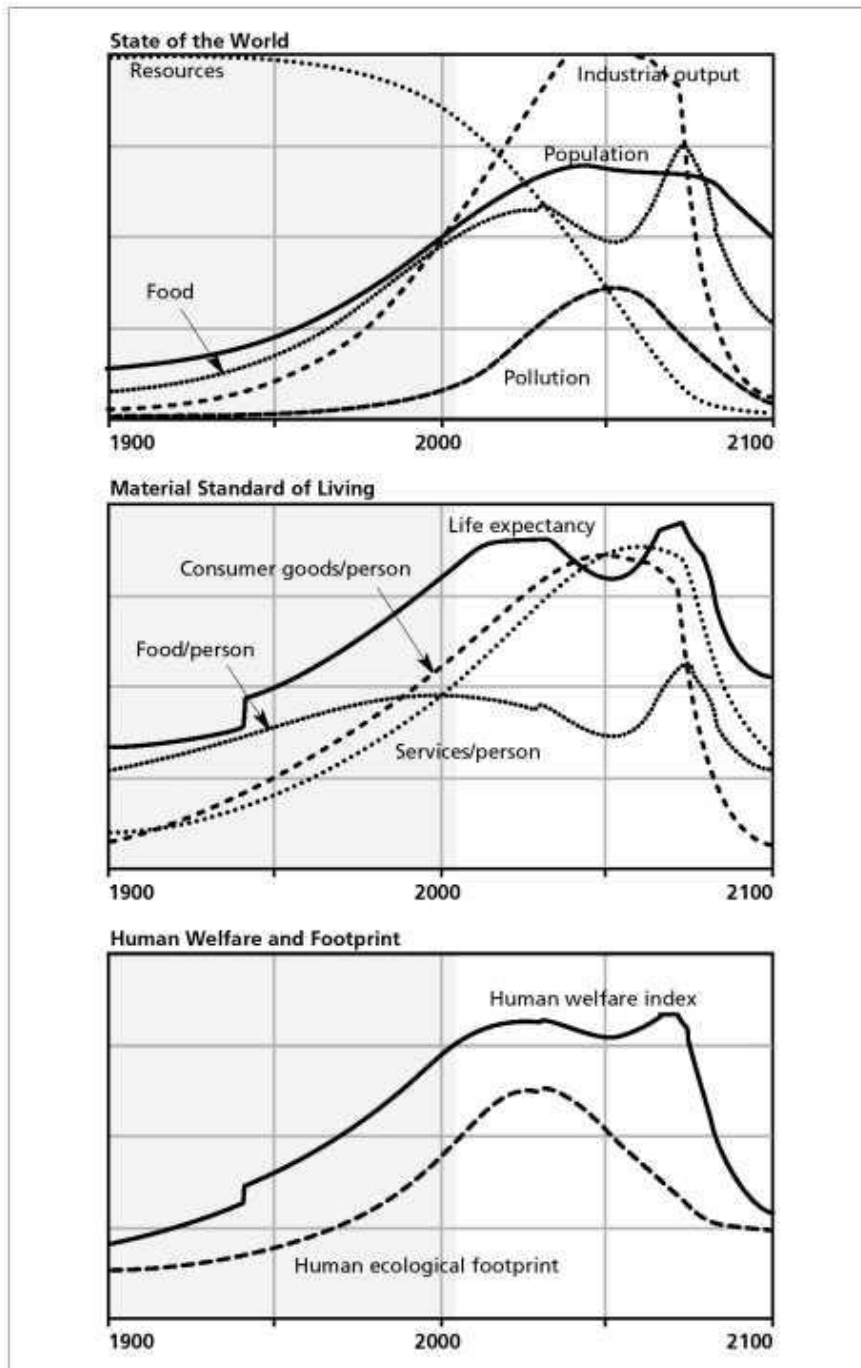 State of the World
Resources
Industrial output
Population
Food
Pollution
1900 2000 2100
Material Standard of Living
Life expectancy
Consumer goods/person
Food/person
Services/person
1900 2000 2100
Human Welfare and Footprint
Human welfare index
Human ecological footprint
1900 2000 2100